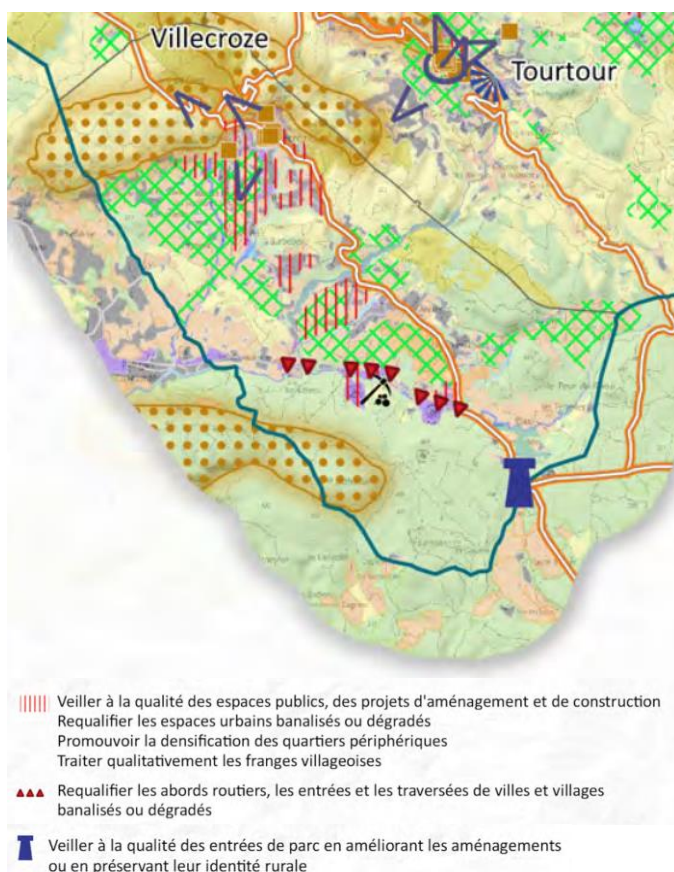 Villecroze
Tourtour
Veiller à la qualité des espaces publics, des projets d'aménagement et de construction
Requalifier les espaces urbains banalisés ou dégradés
Promouvoir la densification des quartiers périphériques
Traiter qualitativement les franges villageoises
Requalifier les abords routiers, les entrées et les traversées de villes et villages
banalisés ou dégradés
Veiller à la qualité des entrées de parc en améliorant les aménagements
ou en préservant leur identité rurale